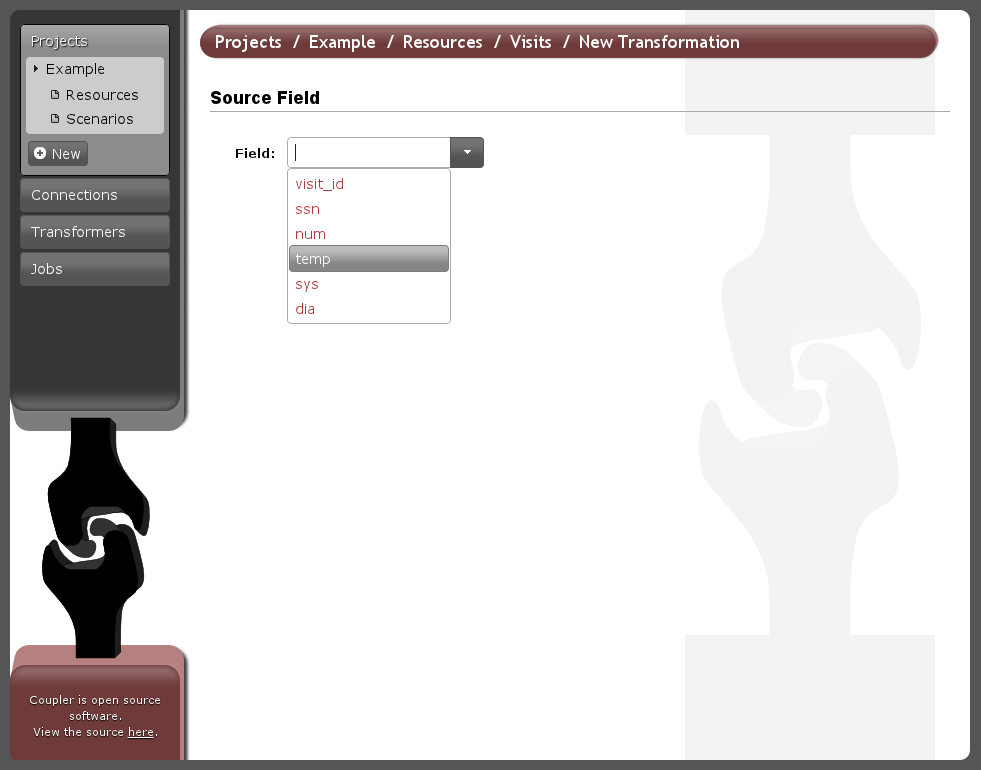 Projects
Example
Resources
Scenarios
New
Connections
Transformers
Jobs
Coupler is open source
software.
View the source here.
Projects / Example / Resources / Visits / New Transformation
Source Field
Field:
visit_id
ssn
num
temp
sys
dia